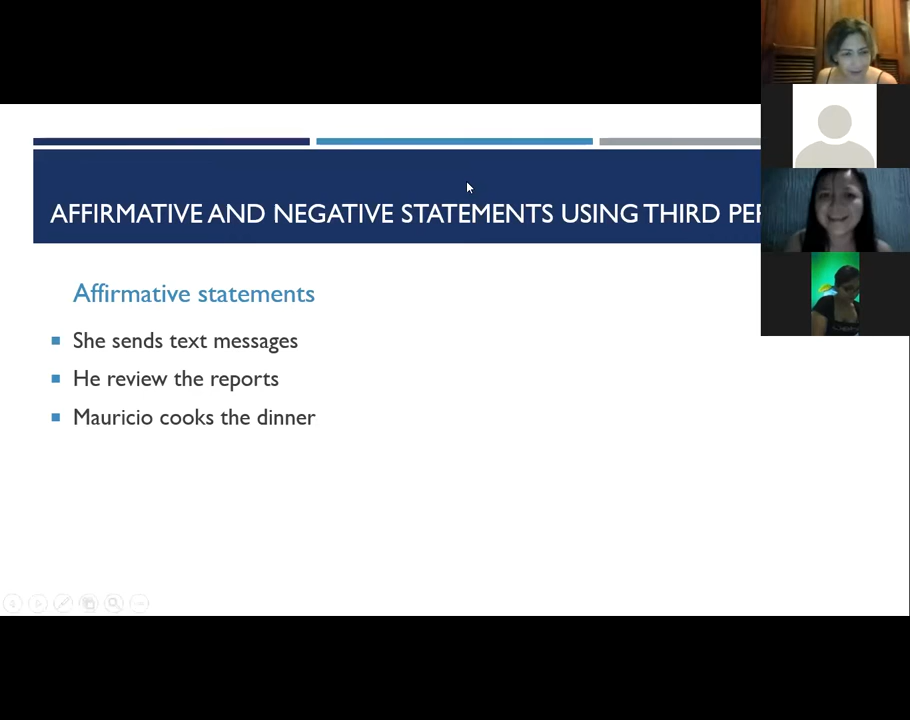 AFFIRMATIVE AND NEGATIVE STATEMENTS USING THIRD
Affirmative statements
She sends text messages
He review the reports
Mauricio cooks the dinner